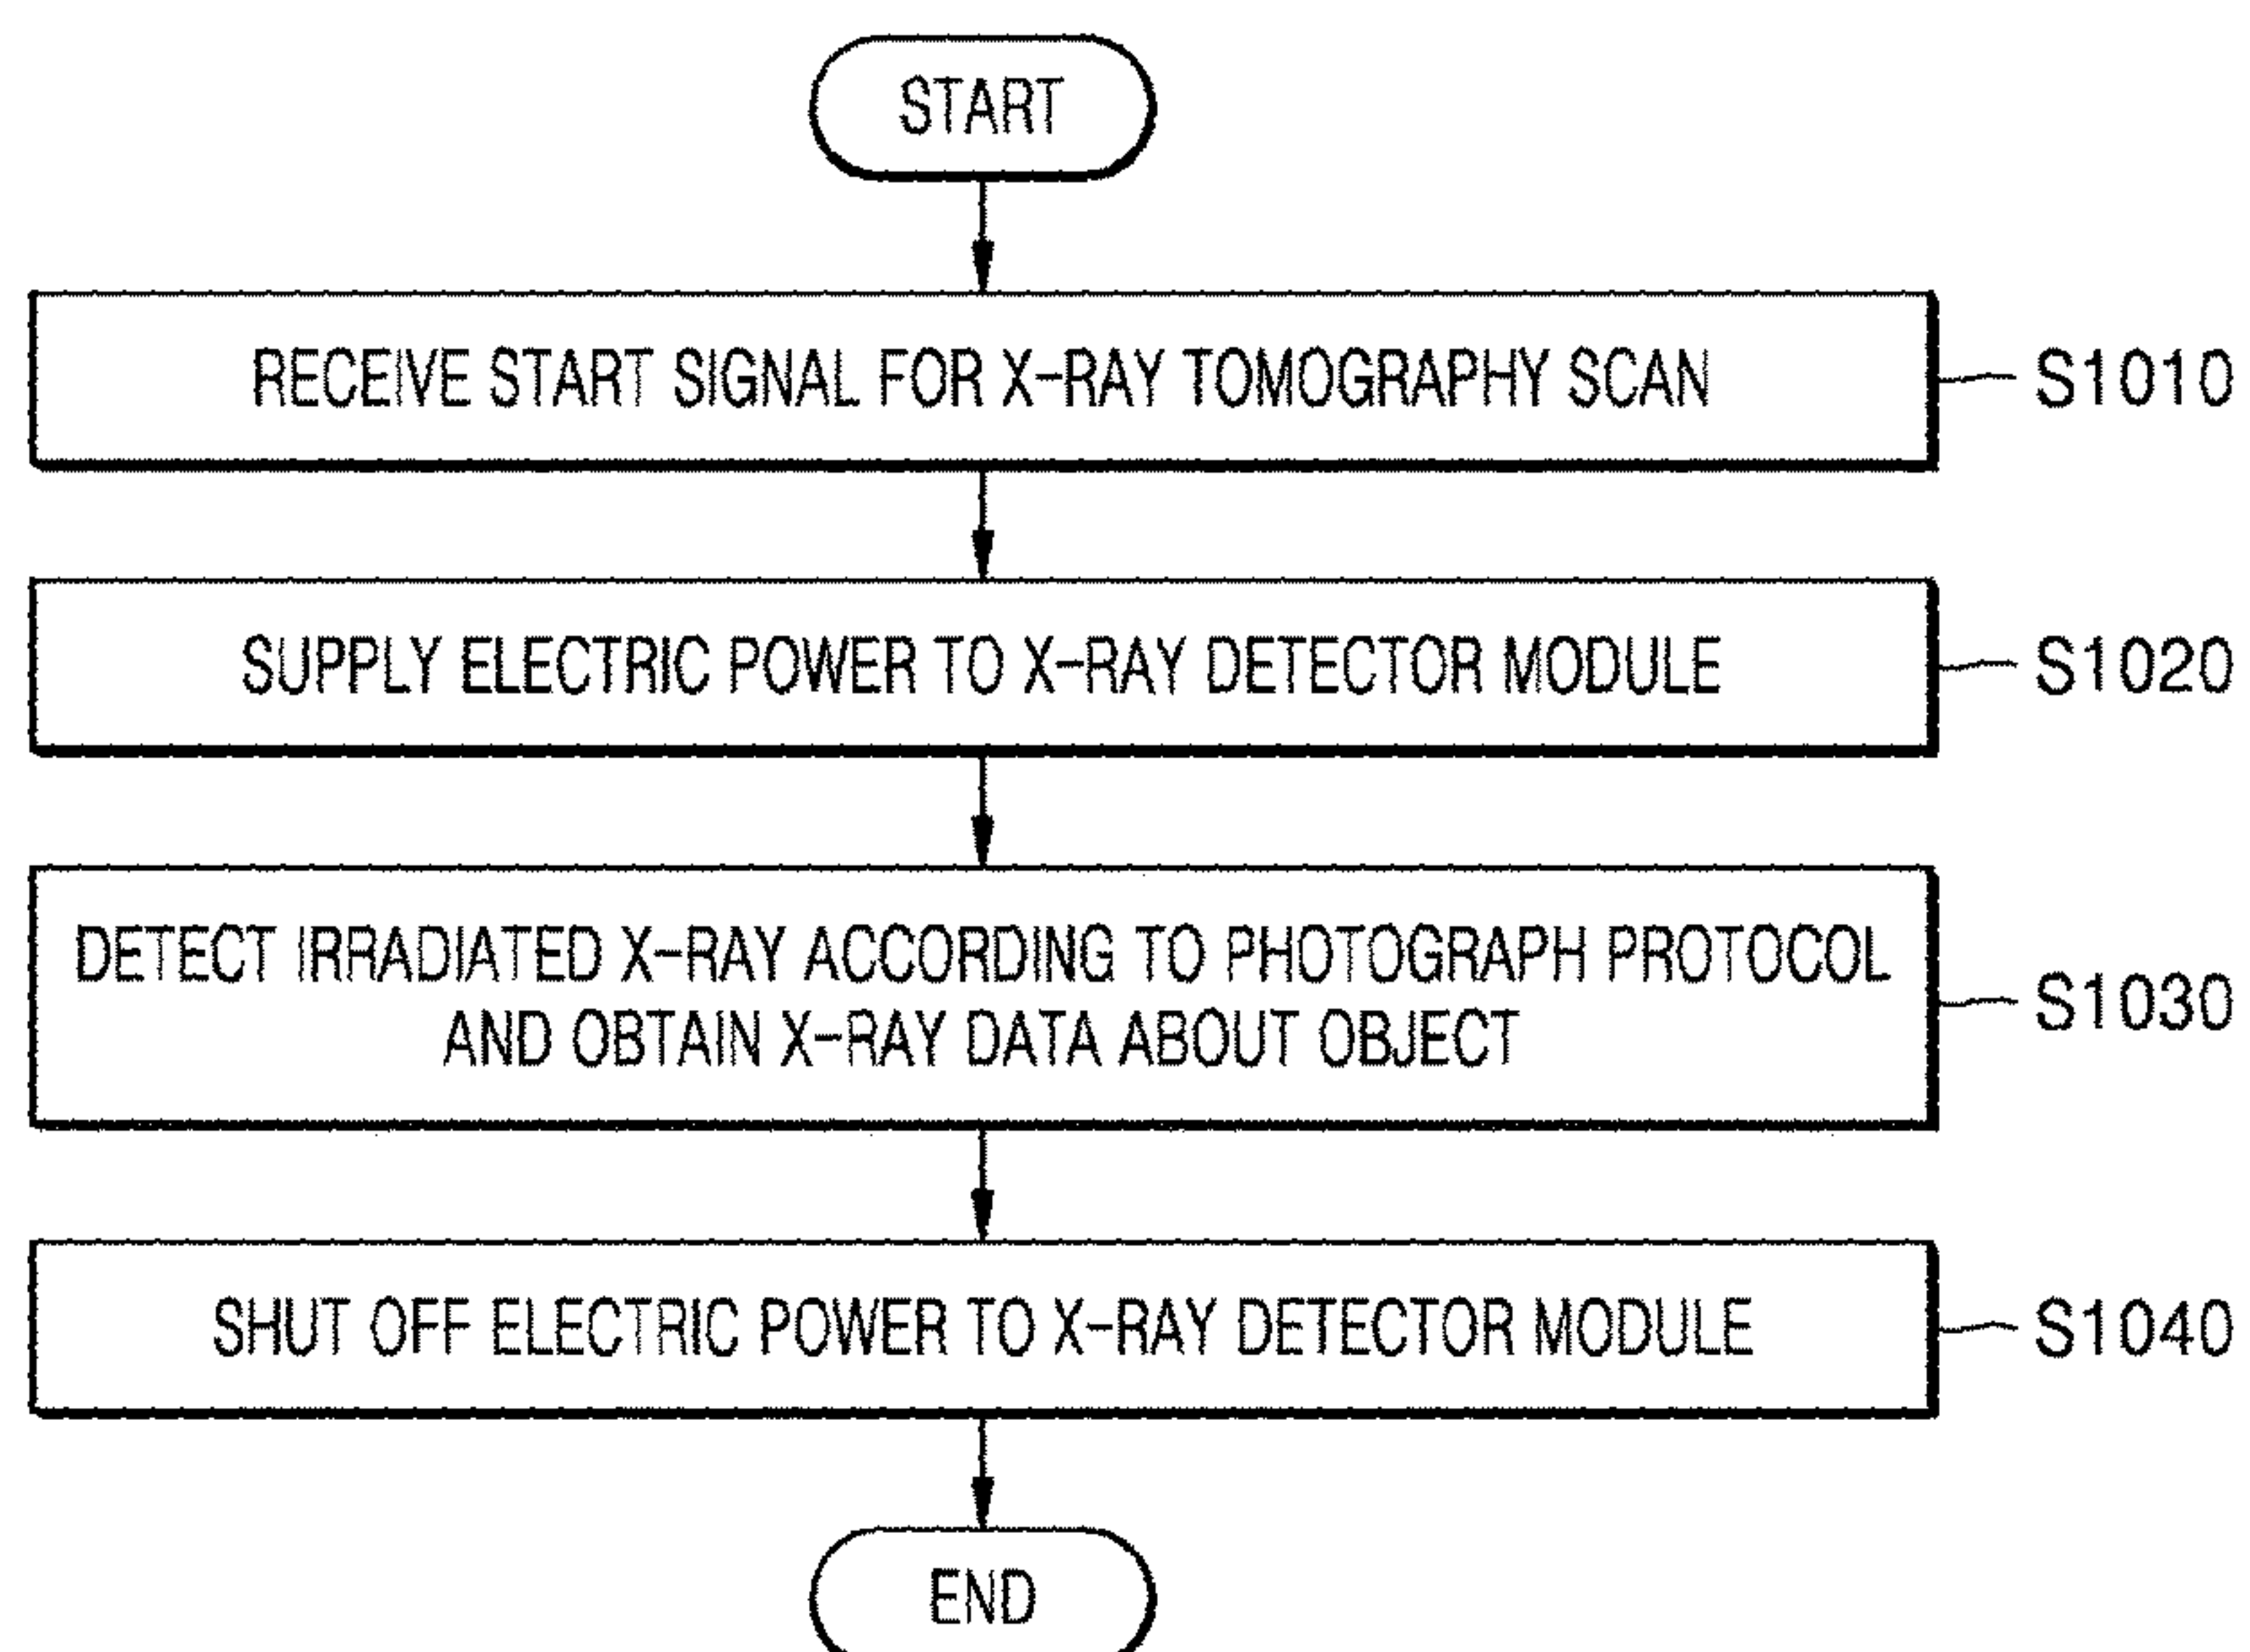 START
RECEIVE START SIGNAL FOR X-RAY TOMOGRAPHY SCAN
S1010
SUPPLY ELECTRIC POWER TO X-RAY DETECTOR MODULE
S1020
DETECT IRRADIATED X-RAY ACCORDING TO PHOTOGRAPH PROTOCOL
AND OBTAIN X-RAY DATA ABOUT OBJECT
S1030
SHUT OFF ELECTRIC POWER TO X-RAY DETECTOR MODULE
S1040
END